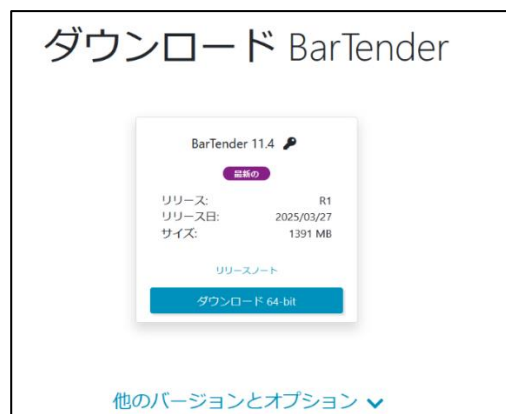 ダウンロード BarTender
BarTender 11.4
最新の
リリース: R1
リリース日: 2025/03/27
サイズ: 1391 MB
リリースノート
ダウンロード 64-bit
他のバージョンとオプション